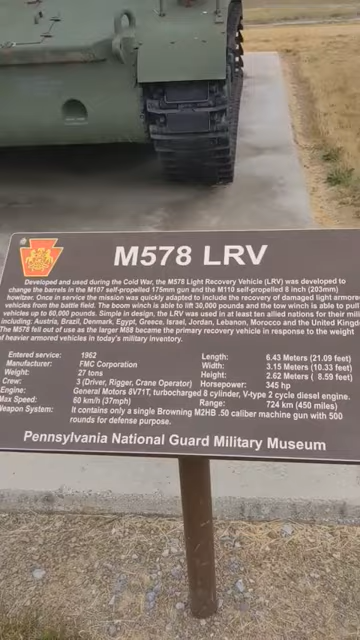 M578 LRV
Developed and used during the Cold War, the M578 Light Recovery Vehicle (LRV) was developed to
change the barrels in the M107 self-propelled 175mm gun and the M110 self-propelled 8 inch (203mm)
howitzer. Once in service the mission was quickly adapted to include the recovery of damaged light armored
vehicles from the battle field. The boom winch is able to lift 30,000 pounds and the tow winch is able to pull
vehicles up to 60,000 pounds. Simple in design, the LRV was used in at least ten allied nations for their mili
including: Austria, Brazil, Denmark, Egypt, Greece, Israel, Jordan, Lebanon, Morocco and the United Kingdo
The M578 fell out of use as the larger M88 became the primary recovery vehicle in response to the weight
of heavier armored vehicles in today's military inventory.
Entered service: 1962 Length: 6.43 Meters (21.09 feet)
Manufacturer: FMC Corporation Width: 3.15 Meters (10.33 feet)
Weight: 27 tons Height: 2.62 Meters ( 8.59 feet)
Crew: 3 (Driver, Rigger, Crane Operator) Horsepower: 345 hp
Engine: General Motors 8V71T, turbocharged 8 cylinder, V-type 2 cycle diesel engine.
Max Speed: 60 km/h (37mph) Range: 724 km (450 miles)
Weapon System: It contains only a single Browning M2HB .50 caliber machine gun with 500
rounds for defense purpose.
Pennsylvania National Guard Military Museum